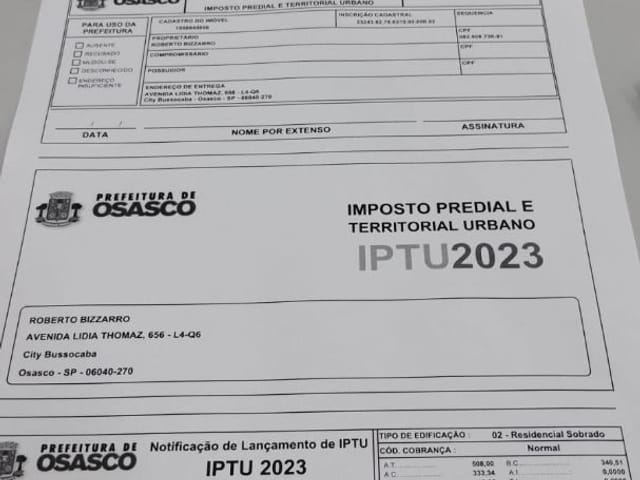 OSASCO
IMPOSTO PREDIAL E TERRITORIAL URBANO
PARA USO DA
PREFEITURA
AUSENTE
RECUSADO
MUDOU-SE
DESCONHECIDO
ENDEREÇO
INSUFICIENTE
CADASTRO DO IMÓVEL
INSCRIÇÃO CADASTRAL
SEQUENCIA
PROPRIETÁRIO
CPF
ROBERTO BIZZARRO
COMPROMISSÁRIO
CPF
POSSUIDOR
CPF
ENDEREÇO DE ENTREGA
AVENIDA LIDIA THOMAZ, 656 - L4-Q6
City Bussocaba - Osasco - SP - 06040-270
/ /
DATA
NOME POR EXTENSO
ASSINATURA
PREFEITURA DE
OSASCO
IMPOSTO PREDIAL E
TERRITORIAL URBANO
IPTU2023
ROBERTO BIZZARRO
AVENIDA LIDIA THOMAZ, 656 - L4-Q6
City Bussocaba
Osasco - SP - 06040-270
PREFEITURA DE
OSASCO
Notificação de Lançamento de IPTU
IPTU 2023
TIPO DE EDIFICAÇÃO : 02 - Residencial Sobrado
CÓD. COBRANÇA : Normal
A.T. 508,00 B.C. 340,51
A.C. 333,34 A.I. 0,0000